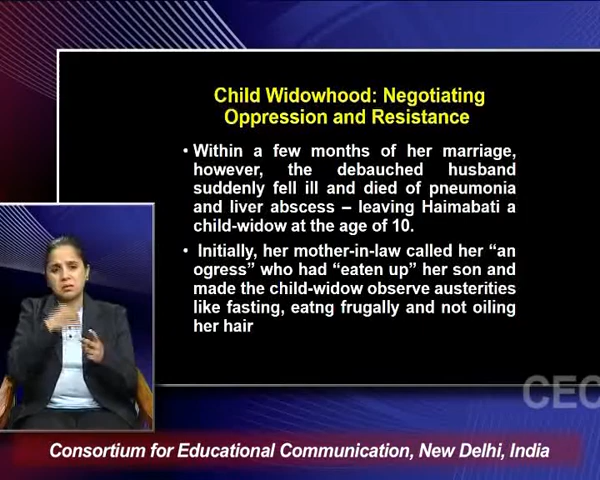 Child Widowhood: Negotiating
Oppression and Resistance
• Within a few months of her marriage,
however, the debauched husband
suddenly fell ill and died of pneumonia
and liver abscess – leaving Haimabati a
child-widow at the age of 10.
• Initially, her mother-in-law called her “an
ogress” who had “eaten up” her son and
made the child-widow observe austerities
like fasting, eatng frugally and not oiling
her hair
CEC
Consortium for Educational Communication, New Delhi, India